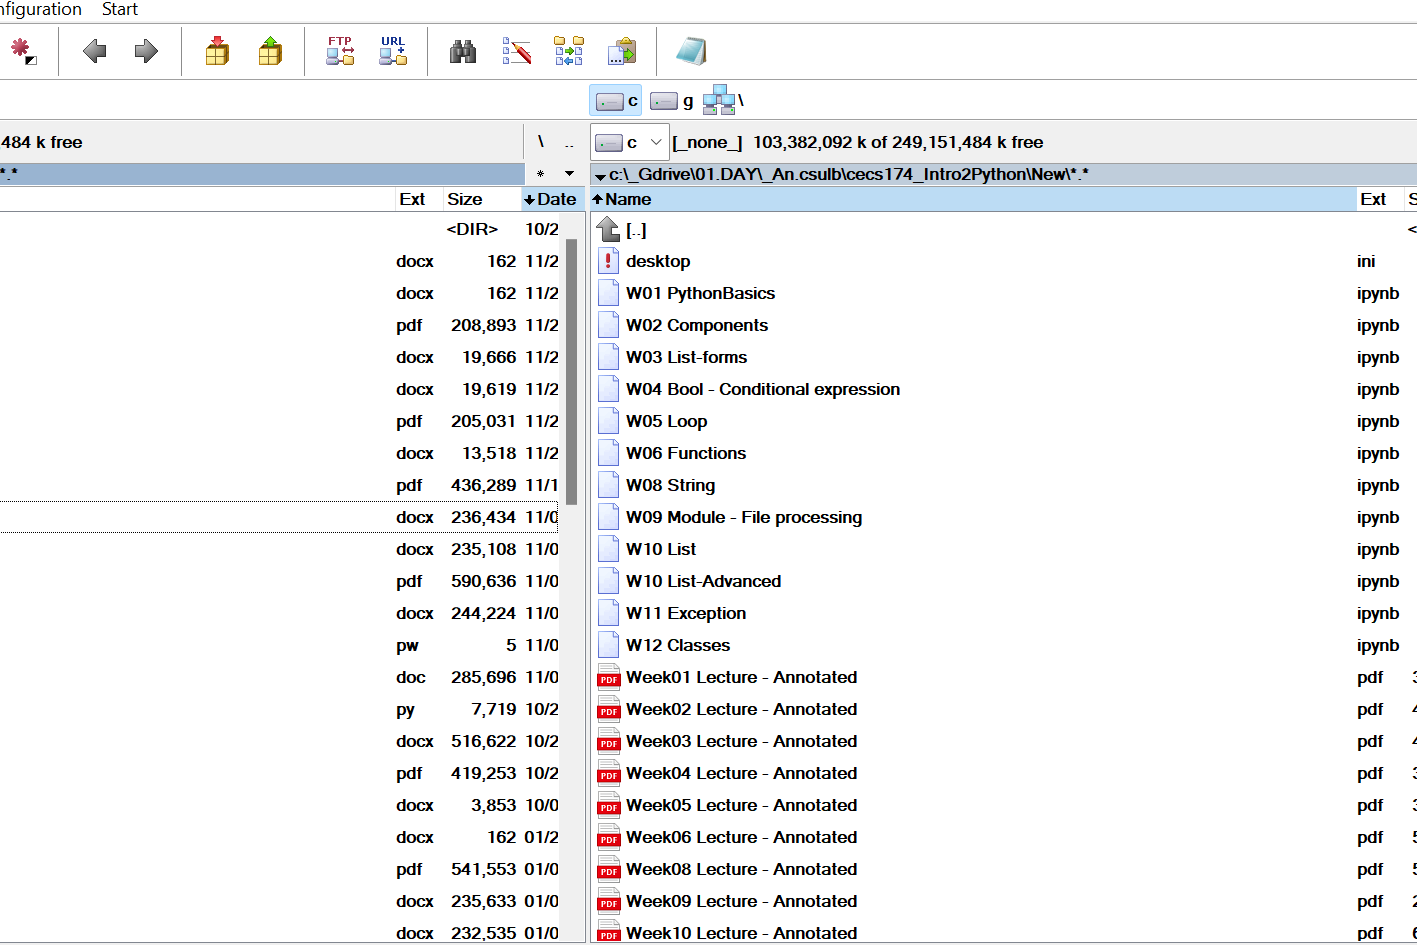 nfiguration Start
FTP URL
c g \
484 k free \ .. c [_none_] 103,382,092 k of 249,151,484 k free
*.* * c:\_Gdrive\01.DAY\_An.csulb\cecs174_Intro2Python\New\*.*
Ext Size Date Name Ext S
<DIR> 10/2 [..] <
docx 162 11/2 desktop ini
docx 162 11/2 W01 PythonBasics ipynb
pdf 208,893 11/2 W02 Components ipynb
docx 19,666 11/2 W03 List-forms ipynb
docx 19,619 11/2 W04 Bool - Conditional expression ipynb
pdf 205,031 11/2 W05 Loop ipynb
docx 13,518 11/2 W06 Functions ipynb
pdf 436,289 11/1 W08 String ipynb
docx 236,434 11/0 W09 Module - File processing ipynb
docx 235,108 11/0 W10 List ipynb
pdf 590,636 11/0 W10 List-Advanced ipynb
docx 244,224 11/0 W11 Exception ipynb
pw 5 11/0 W12 Classes ipynb
doc 285,696 11/0 PDF Week01 Lecture - Annotated pdf 3
py 7,719 10/2 PDF Week02 Lecture - Annotated pdf 4
docx 516,622 10/2 PDF Week03 Lecture - Annotated pdf 4
pdf 419,253 10/2 PDF Week04 Lecture - Annotated pdf 3
docx 3,853 10/0 PDF Week05 Lecture - Annotated pdf 3
docx 162 01/2 PDF Week06 Lecture - Annotated pdf 5
pdf 541,553 01/0 PDF Week08 Lecture - Annotated pdf 5
docx 235,633 01/0 PDF Week09 Lecture - Annotated pdf 2
docx 232,535 01/0 PDF Week10 Lecture - Annotated pdf 6